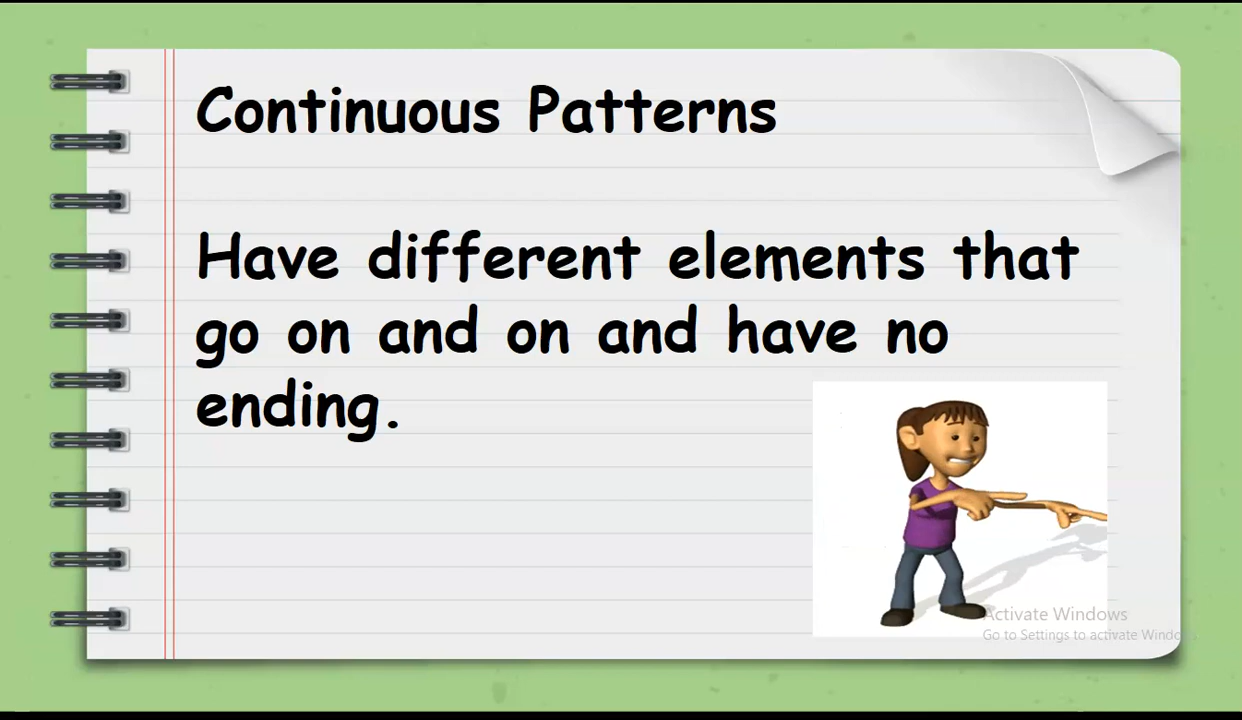 Continuous Patterns
Have different elements that
go on and on and have no
ending.
Activate Windows
Go to Settings to activate Windows